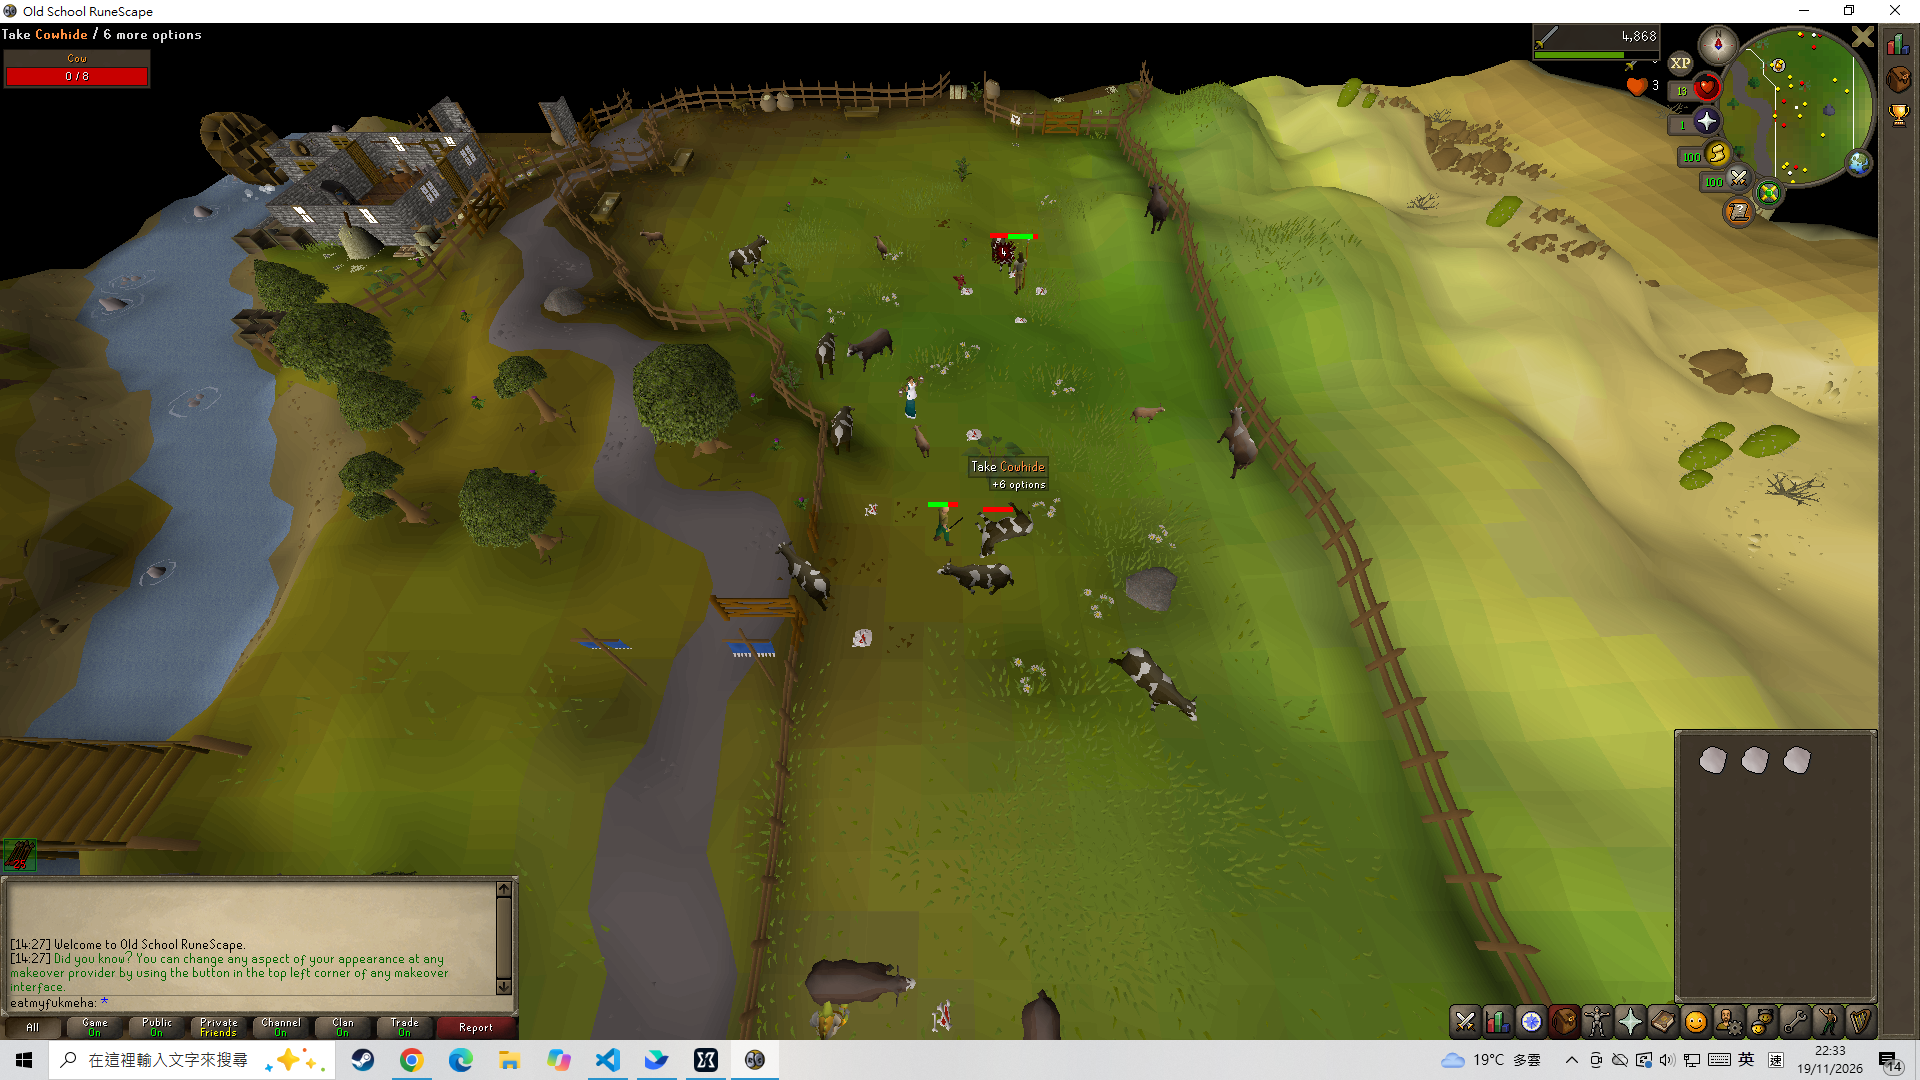 Old School RuneScape
Take Cowhide / 6 more options
Cow
0 / 8
4,868
XP
3
13
1
100
100
4
Take Cowhide
+6 options
25
[14:27] Welcome to Old School RuneScape.
[14:27] Did you know? You can change any aspect of your appearance at any
makeover provider by using the button in the top left corner of any makeover
interface.
eatmyfukmeha: *
All
Game
On
Public
On
Private
Friends
Channel
On
Clan
On
Trade
On
Report
在這裡輸入文字來搜尋
19°C 多雲
英
速
22:33
19/11/2026
14